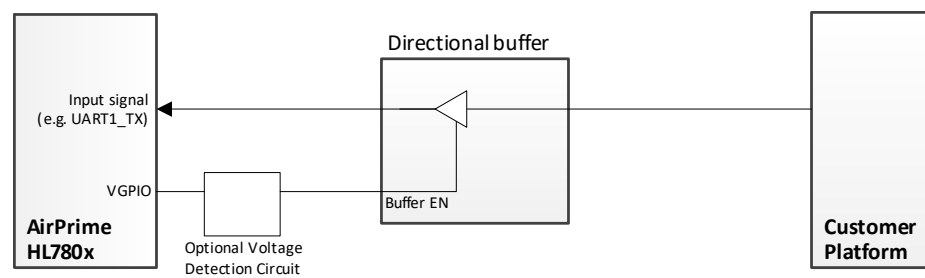 Directional buffer
Input signal
(e.g. UART1_TX)
VGPIO
Buffer EN
AirPrime
HL780x
Optional Voltage
Detection Circuit
Customer
Platform